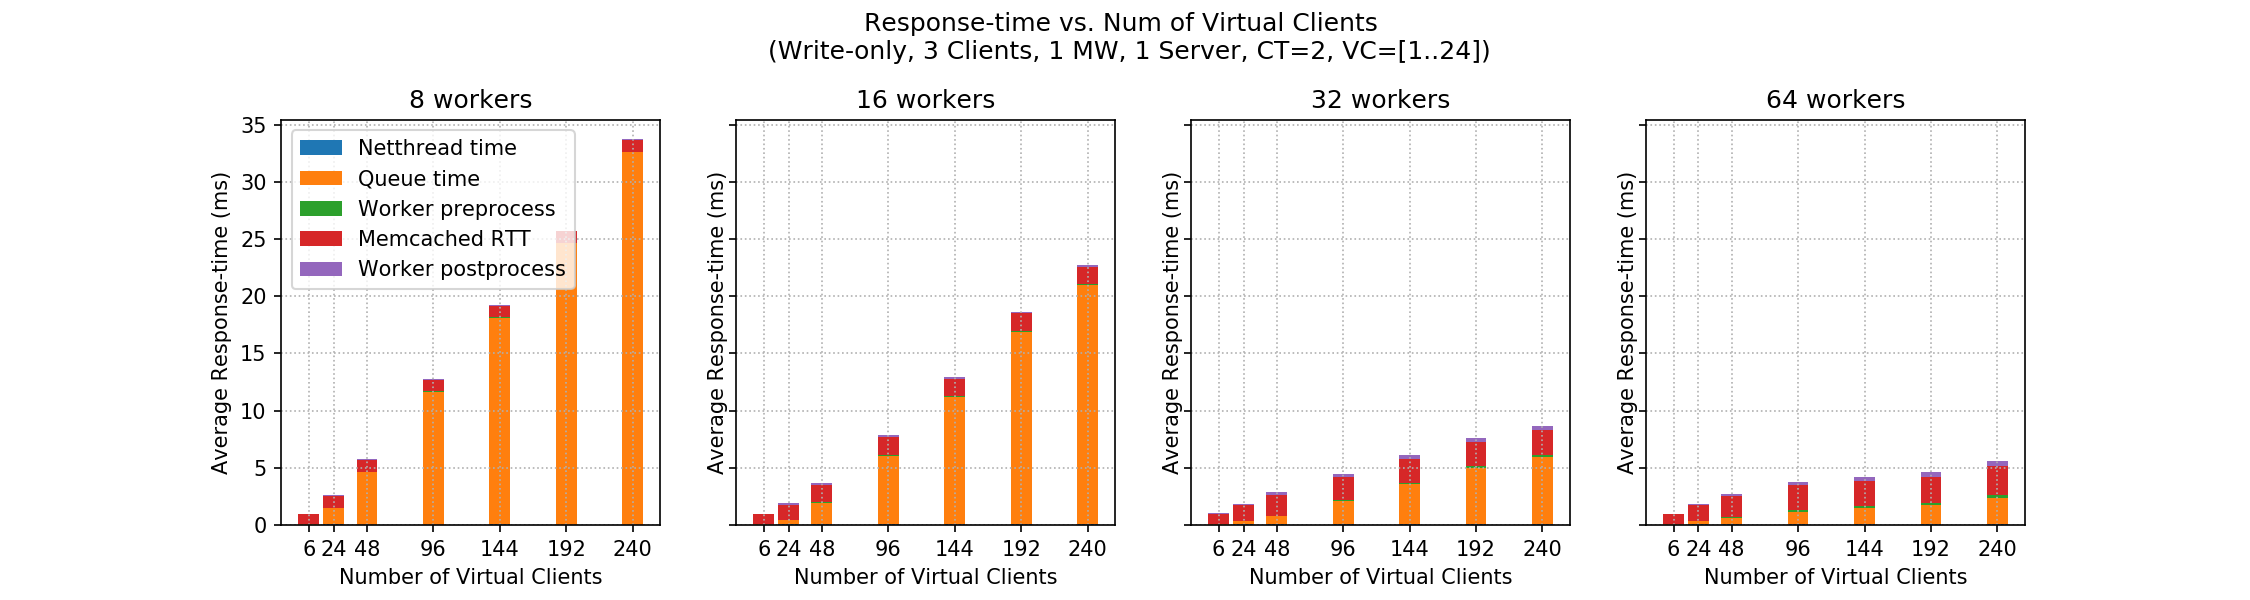 Response-time vs. Num of Virtual Clients
(Write-only, 3 Clients, 1 MW, 1 Server, CT=2, VC=[1..24])
8 workers
Average Response-time (ms)
35
30
25
20
15
10
5
0
Netthread time
Queue time
Worker preprocess
Memcached RTT
Worker postprocess
6 24 48 96 144 192 240
Number of Virtual Clients
16 workers
Average Response-time (ms)
6 24 48 96 144 192 240
Number of Virtual Clients
32 workers
Average Response-time (ms)
6 24 48 96 144 192 240
Number of Virtual Clients
64 workers
Average Response-time (ms)
6 24 48 96 144 192 240
Number of Virtual Clients